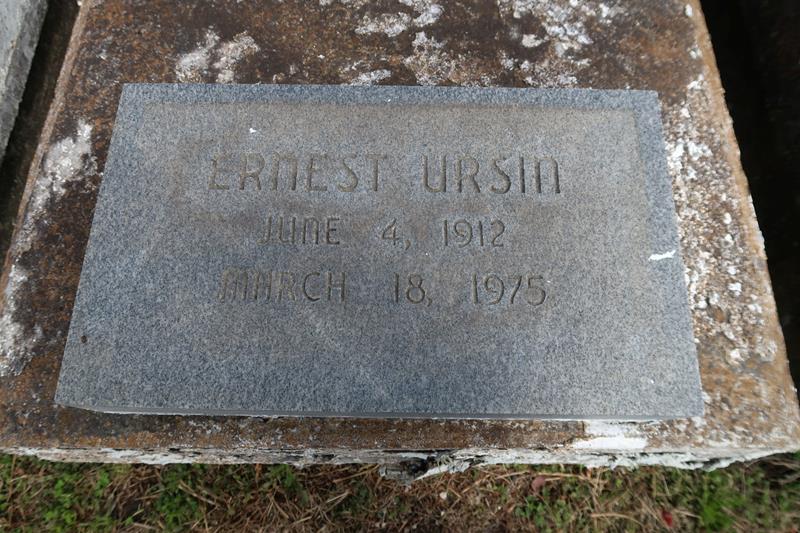 ERNEST URSIN
JUNE 4, 1912
MARCH 18, 1975